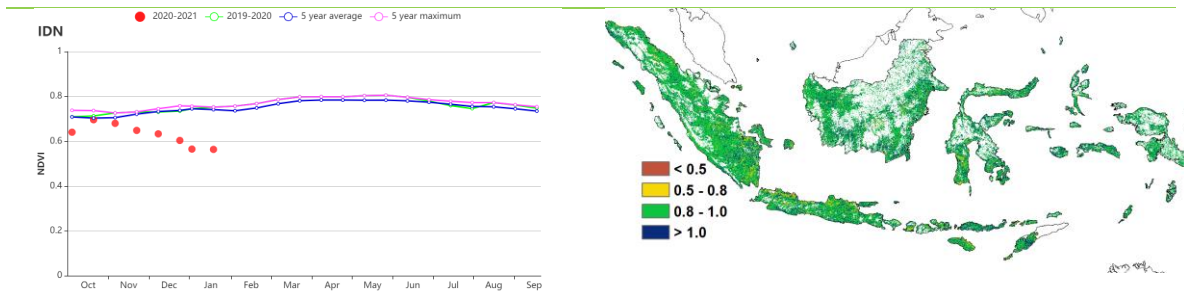 2020-2021 2019-2020 5 year average 5 year maximum
IDN
1
0.8
0.6
0.4
0.2
0
NDVI
Oct Nov Dec Jan Feb Mar Apr May Jun Jul Aug Sep
< 0.5
0.5 - 0.8
0.8 - 1.0
> 1.0